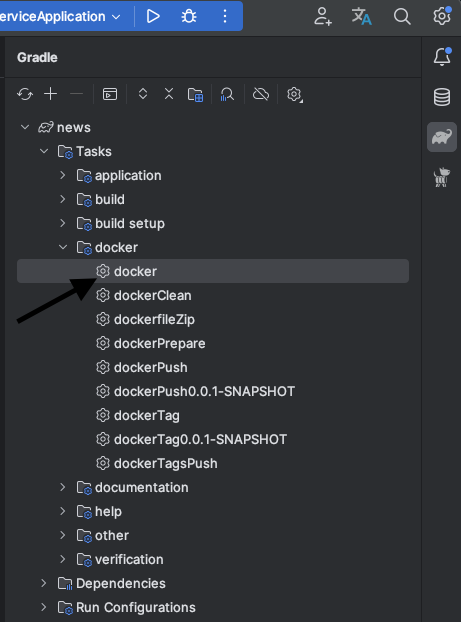 erviceApplication
Gradle
news
Tasks
application
build
build setup
docker
docker
dockerClean
dockerfileZip
dockerPrepare
dockerPush
dockerPush0.0.1-SNAPSHOT
dockerTag
dockerTag0.0.1-SNAPSHOT
dockerTagsPush
documentation
help
other
verification
Dependencies
Run Configurations